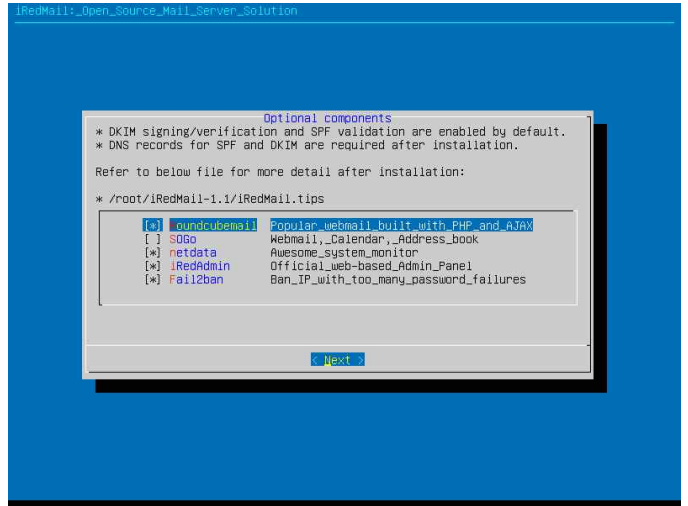 iRedMail:_Open_Source_Mail_Server_Solution
Optional components
* DKIM signing/verification and SPF validation are enabled by default.
* DNS records for SPF and DKIM are required after installation.
Refer to below file for more detail after installation:
* /root/iRedMail-1.1/iRedMail.tips
[*] Roundcubemail Popular_webmail_built_with_PHP_and_AJAX
[ ] SOGo Webmail,_Calendar,_Address_book
[*] netdata Awesome_system_monitor
[*] iRedAdmin Official_web-based_Admin_Panel
[*] Fail2ban Ban_IP_with_too_many_password_failures
< Next >